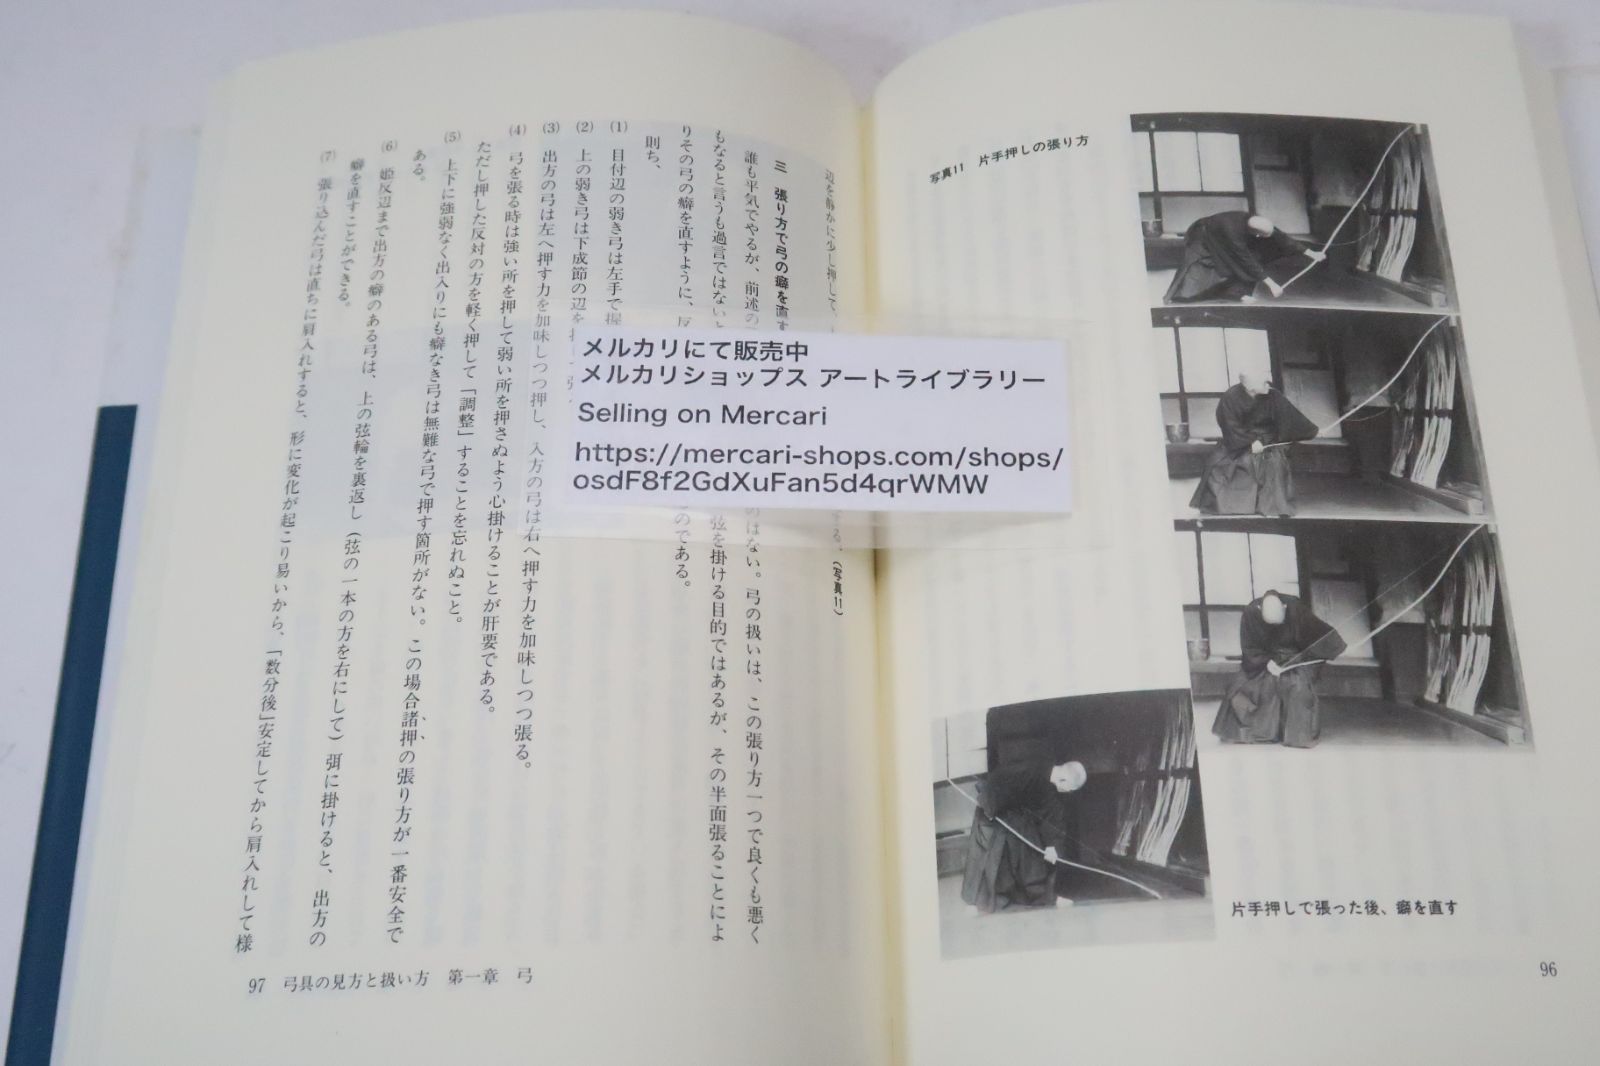 写真11　片手押しの張り方
片手押しで張った後、癖を直す
96
辺を静かに少し押して、
する。（写真11）
三　張り方で弓の癖を直す
誰も平気でやるが、前述の
のはない。弓の扱いは、この張り方一つで良くも悪く
もなると言うも過言ではないと
弦を掛ける目的ではあるが、その半面張ることによ
りその弓の癖を直すように、
のである。
則ち、
(1)　目付辺の弱き弓は左手で握
(2)　上の弱き弓は下成節の辺を
(3)　出方の弓は左へ押す力を加味しつつ押し、入方の弓は右へ押す力を加味しつつ張る。
(4)　弓を張る時は強い所を押して弱い所を押さぬよう心掛けることが肝要である。
ただし押した反対の方を軽く押して「調整」することを忘れぬこと。
(5)　上下に強弱なく出入りにも癖なき弓は無難な弓で押す箇所がない。この場合諸押の張り方が一番安全で
ある。
(6)　姫反辺まで出方の癖のある弓は、上の弦輪を裏返し（弦の一本の方を右にして）弭に掛けると、出方の
癖を直すことができる。
(7)　張り込んだ弓は直ちに肩入れすると、形に変化が起こり易いから、「数分後」安定してから肩入れして様
97　弓具の見方と扱い方　第一章　弓
メルカリにて販売中
メルカリショップス アートライブラリー
Selling on Mercari
https://mercari-shops.com/shops/
osdF8f2GdXuFan5d4qrWMW